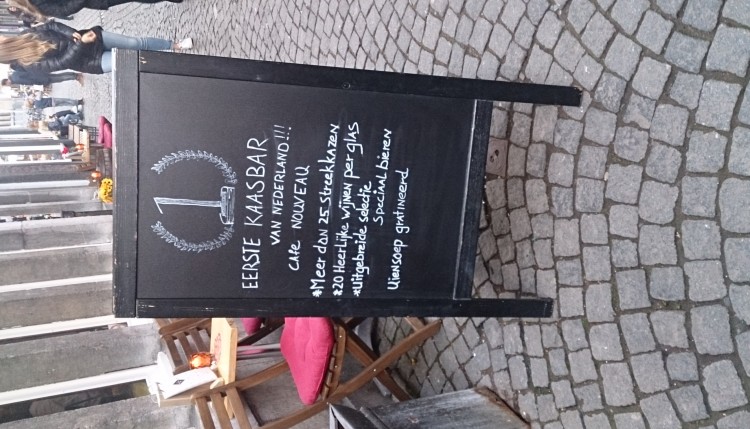 1
EERSTE KAASBAR
VAN NEDERLAND!!!
CAFE NOUVEAU
*Meer dan 25 streekkazen
*20 Heerlijke wijnen per glas
*Uitgebreide selectie
Speciaal bieren
Uiensoep gratineerd